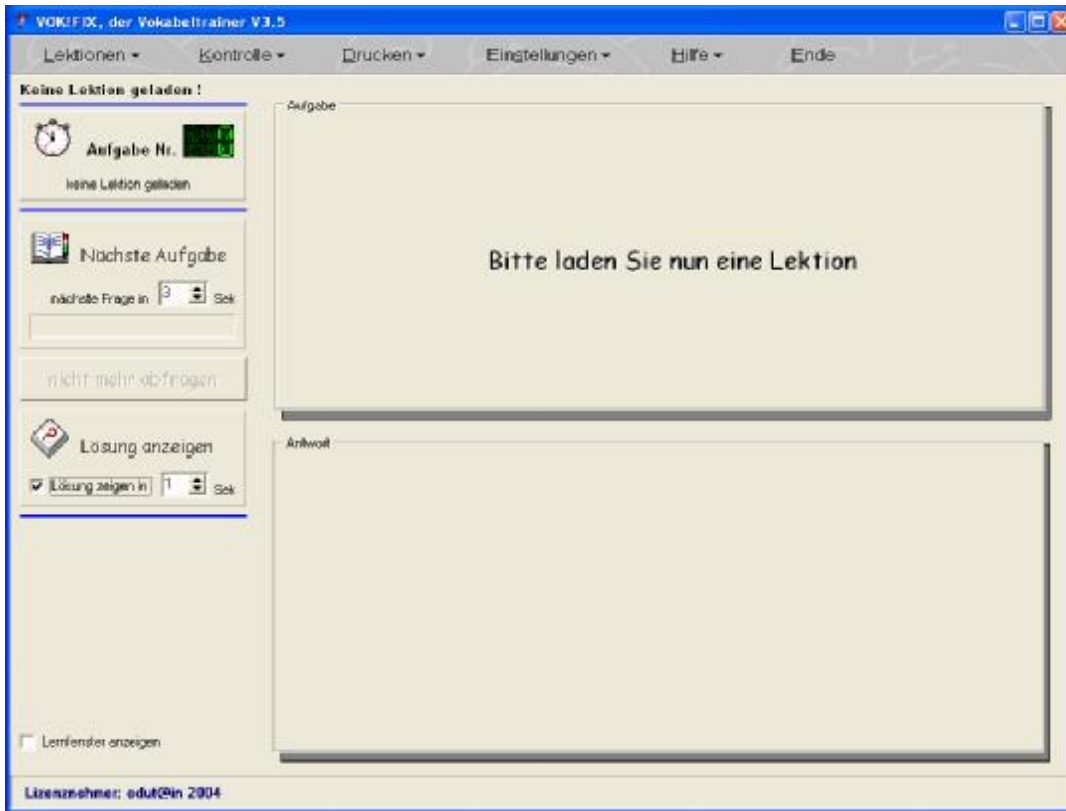 VOK!FIX, der Vokabeltrainer V3.5
Lektionen Kontrolle Drucken Einstellungen Hilfe Ende
Keine Lektion geladen !
Aufgabe Nr.
keine Lektion geladen
Nächste Aufgabe
nächste Frage in 3 Sek
nicht mehr abfragen
Lösung anzeigen
Lösung zeigen in 1 Sek
Lernfenster anzeigen
Aufgabe
Bitte laden Sie nun eine Lektion
Antwort
Lizenznehmer: edut@in 2004